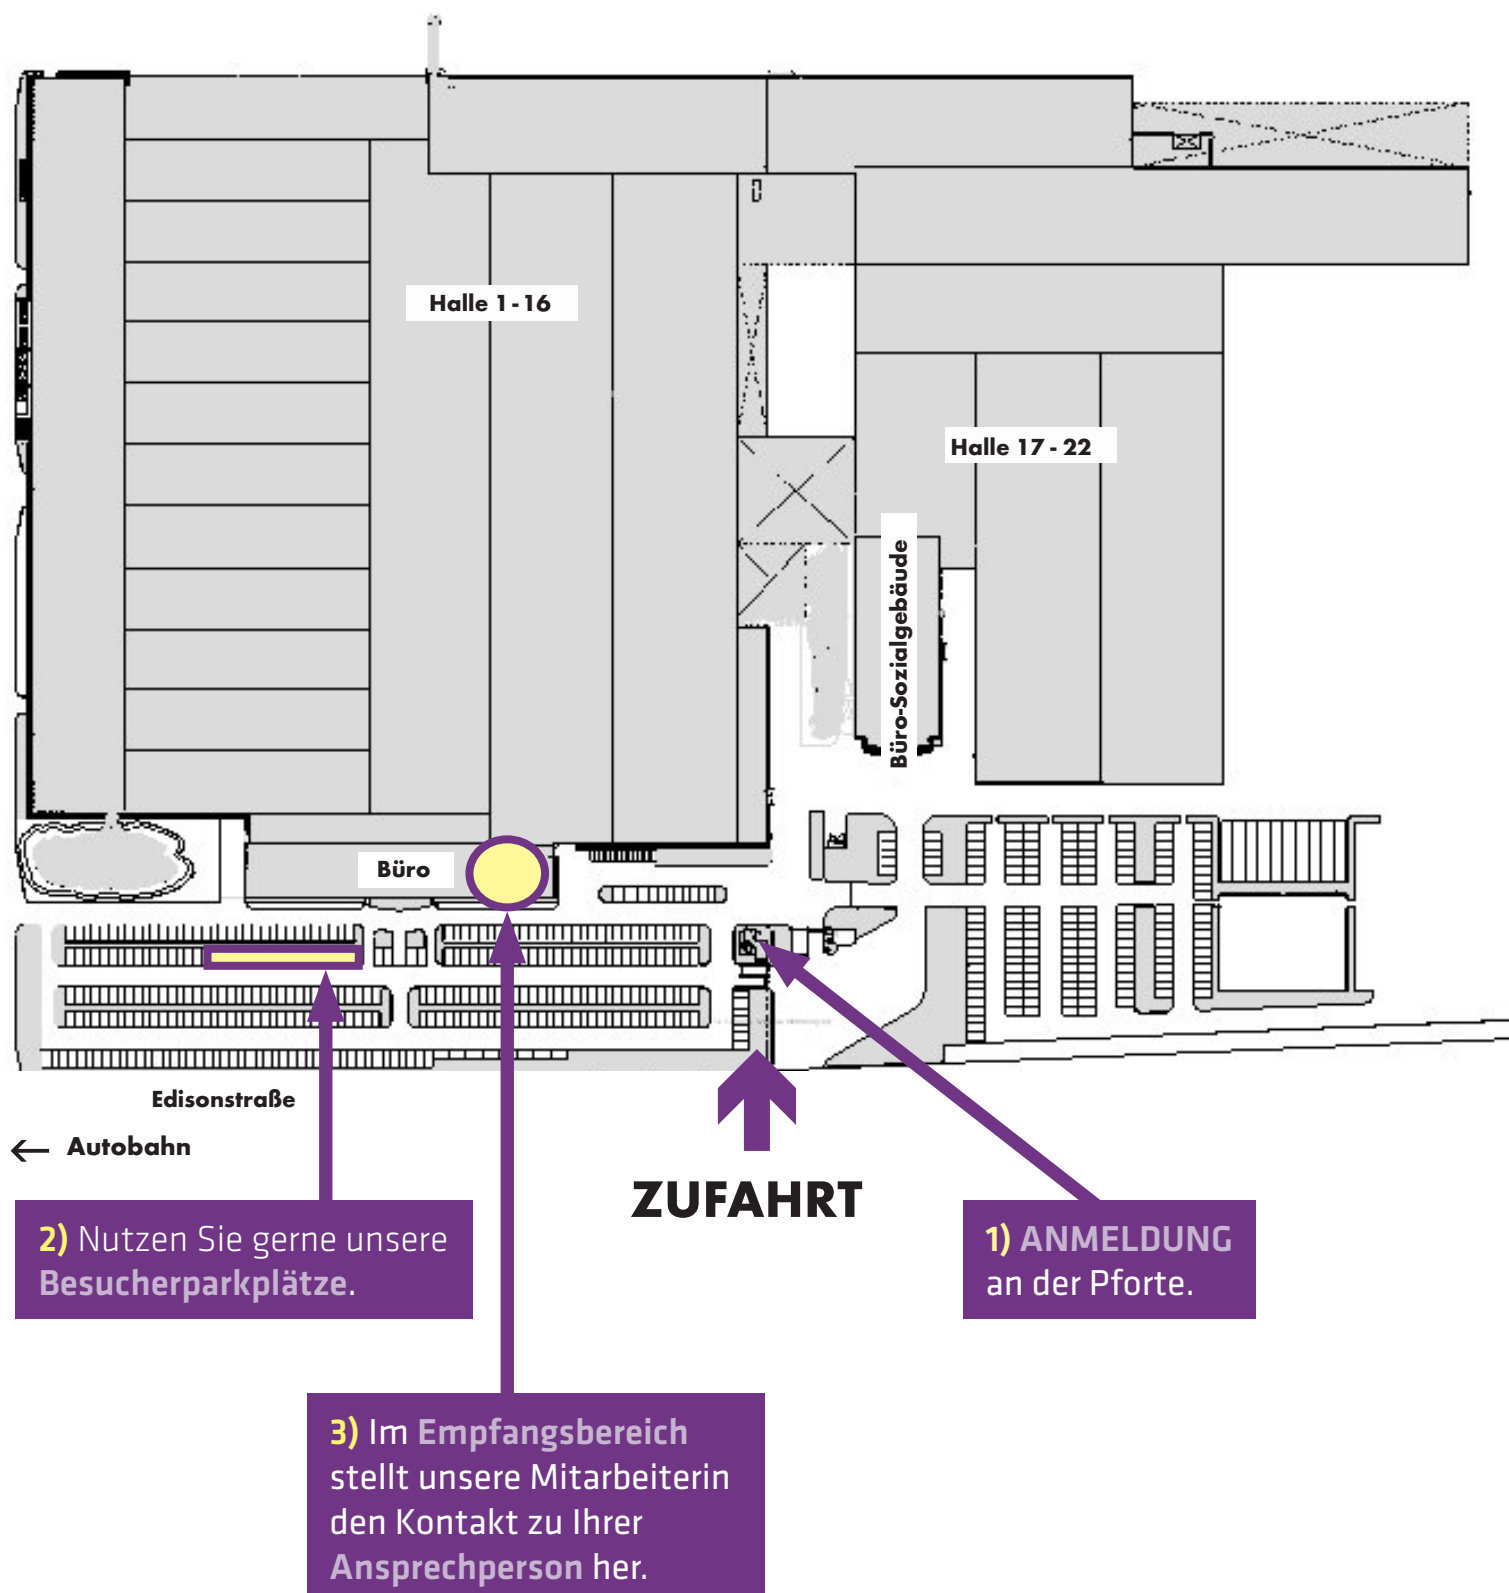 Halle 1 - 16
Halle 17 - 22
Büro-Sozialgebäude
Büro
Edisonstraße
← Autobahn
ZUFAHRT
2) Nutzen Sie gerne unsere
Besucherparkplätze.
1) ANMELDUNG
an der Pforte.
3) Im Empfangsbereich
stellt unsere Mitarbeiterin
den Kontakt zu Ihrer
Ansprechperson her.